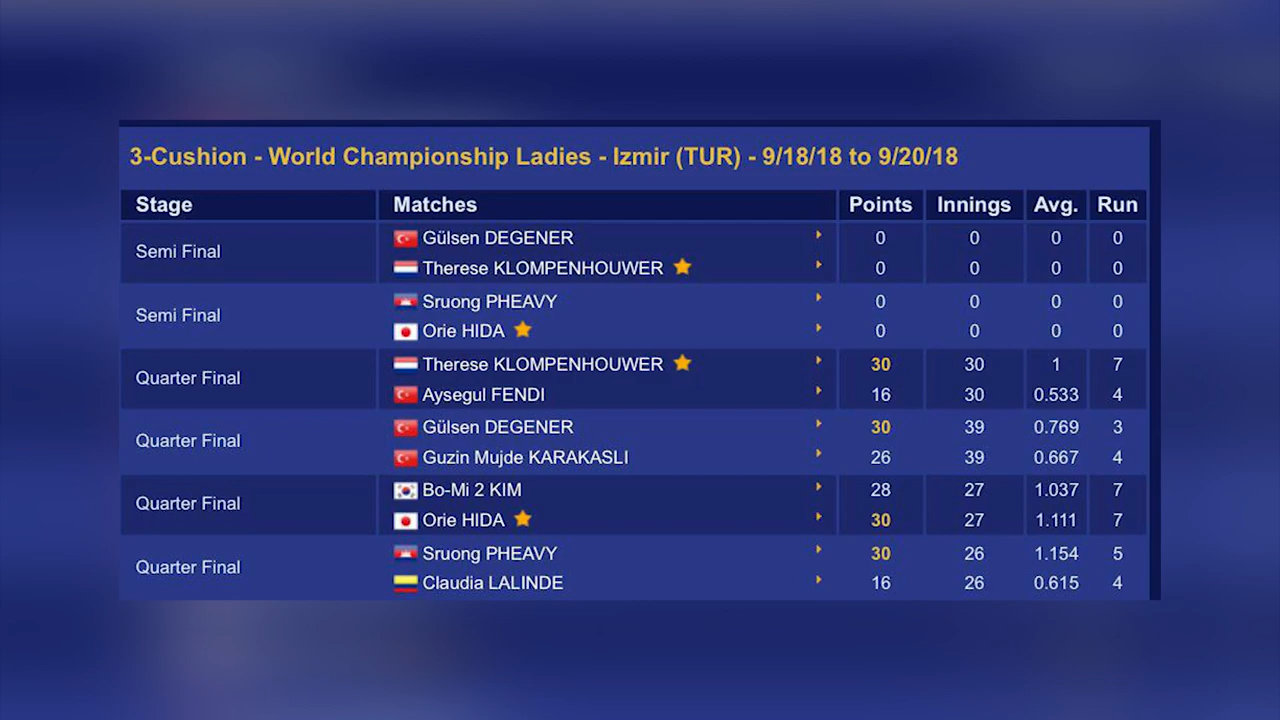 3-Cushion - World Championship Ladies - Izmir (TUR) - 9/18/18 to 9/20/18
Stage Matches Points Innings Avg. Run
Semi Final
Gülsen DEGENER 0 0 0 0
Therese KLOMPENHOUWER 0 0 0 0
Semi Final
Sruong PHEAVY 0 0 0 0
Orie HIDA 0 0 0 0
Quarter Final
Therese KLOMPENHOUWER 30 30 1 7
Aysegul FENDI 16 30 0.533 4
Quarter Final
Gülsen DEGENER 30 39 0.769 3
Guzin Mujde KARAKASLI 26 39 0.667 4
Quarter Final
Bo-Mi 2 KIM 28 27 1.037 7
Orie HIDA 30 27 1.111 7
Quarter Final
Sruong PHEAVY 30 26 1.154 5
Claudia LALINDE 16 26 0.615 4